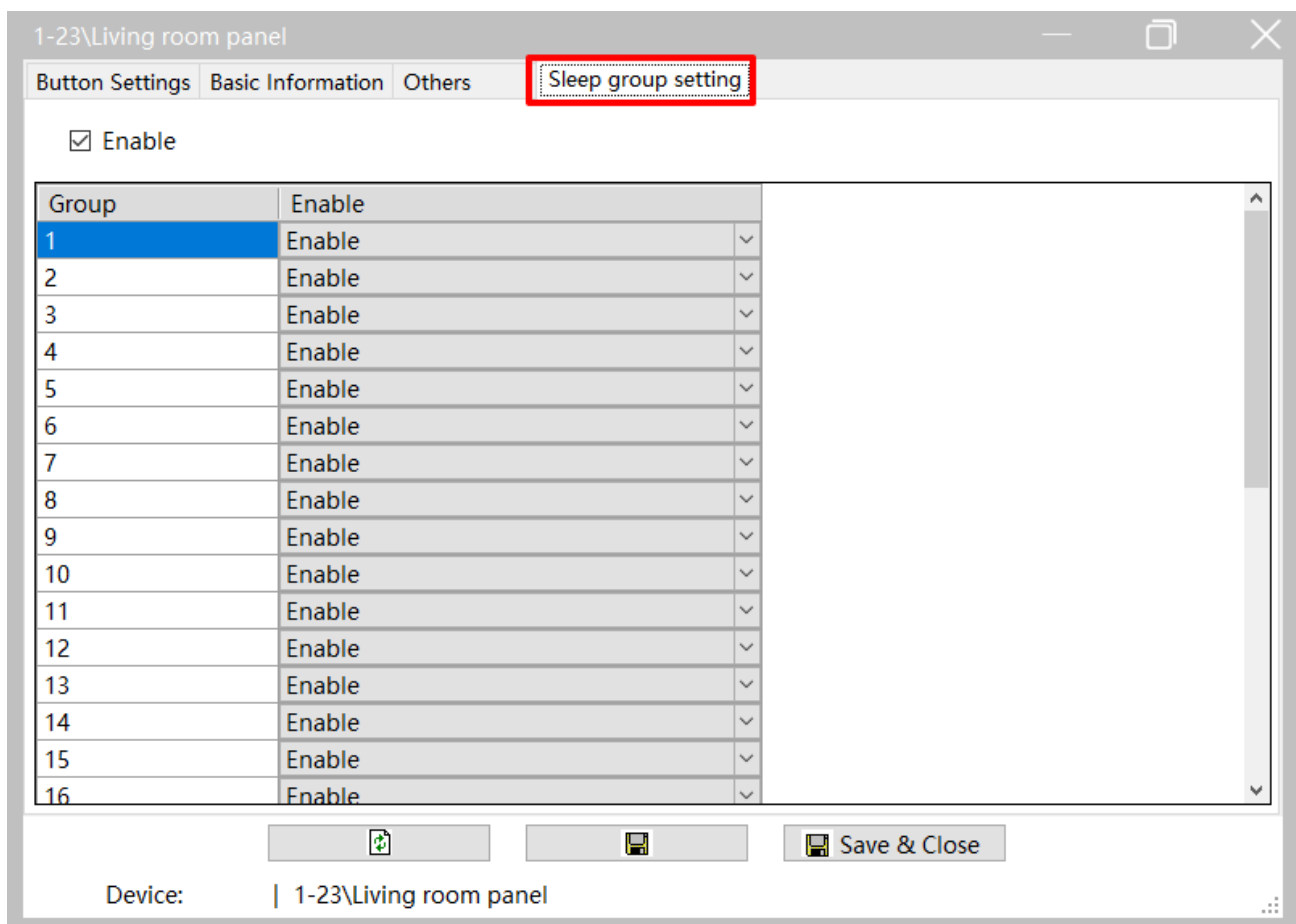 1-23\Living room panel
Button Settings Basic Information Others Sleep group setting
Enable
Group Enable
1 Enable
2 Enable
3 Enable
4 Enable
5 Enable
6 Enable
7 Enable
8 Enable
9 Enable
10 Enable
11 Enable
12 Enable
13 Enable
14 Enable
15 Enable
16 Enable
Save & Close
Device: | 1-23\Living room panel